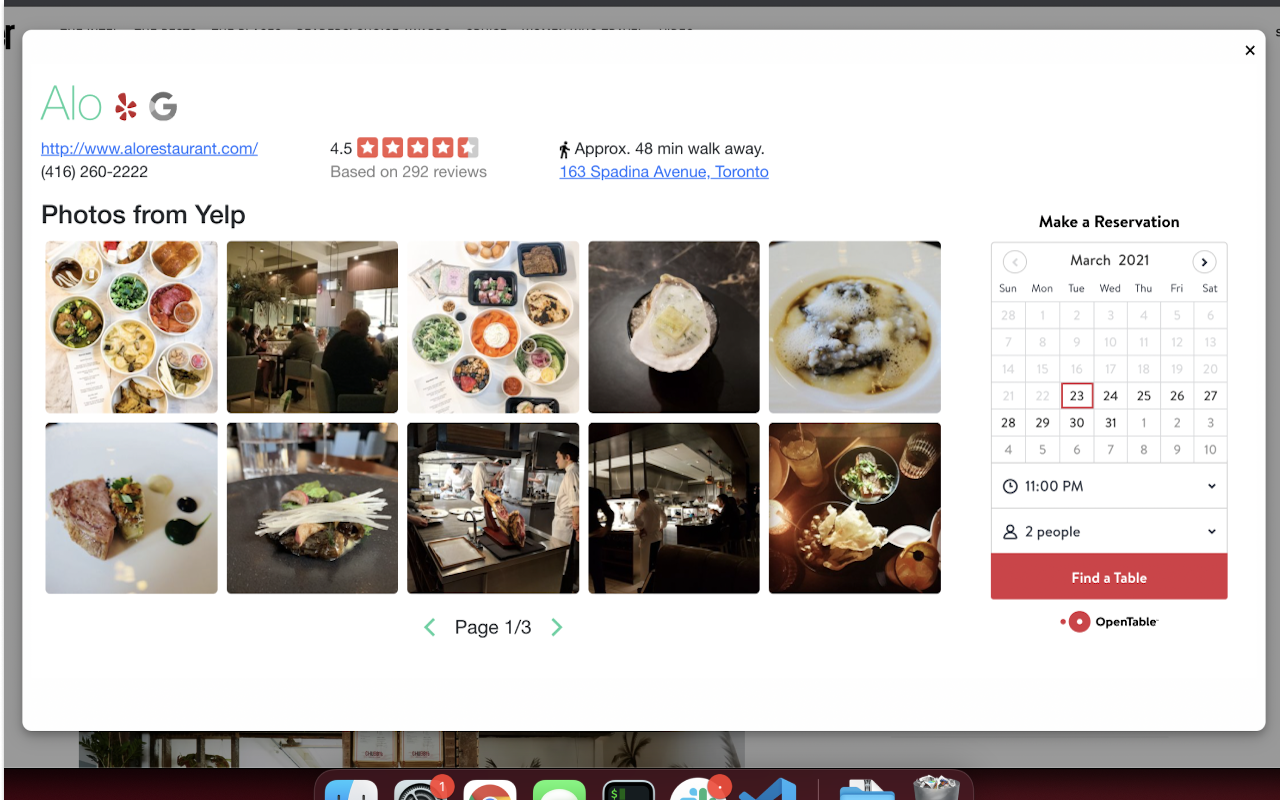 Alo
http://www.alorestaurant.com/
(416) 260-2222
4.5
Based on 292 reviews
Approx. 48 min walk away.
163 Spadina Avenue, Toronto
Photos from Yelp
Page 1/3
Make a Reservation
March 2021
Sun Mon Tue Wed Thu Fri Sat
28 1 2 3 4 5 6
7 8 9 10 11 12 13
14 15 16 17 18 19 20
21 22 23 24 25 26 27
28 29 30 31 1 2 3
4 5 6 7 8 9 10
11:00 PM
2 people
Find a Table
OpenTable
1